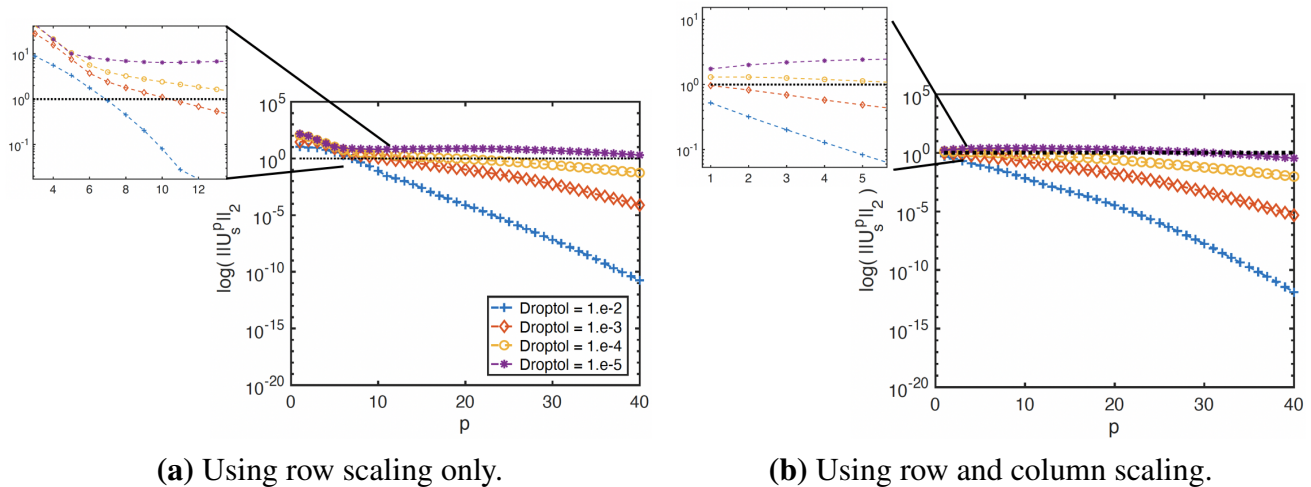 10^1
10^0
10^-1
4 6 8 10 12
10^5
10^0
10^-5
10^-10
10^-15
10^-20
log( ||U_s^p||_2
0 10 20 30 40
p
Droptol = 1.e-2
Droptol = 1.e-3
Droptol = 1.e-4
Droptol = 1.e-5
(a) Using row scaling only.
10^1
10^0
10^-1
1 2 3 4 5
10^5
10^0
10^-5
10^-10
10^-15
10^-20
log( ||U_s^p||_2 )
0 10 20 30 40
p
(b) Using row and column scaling.